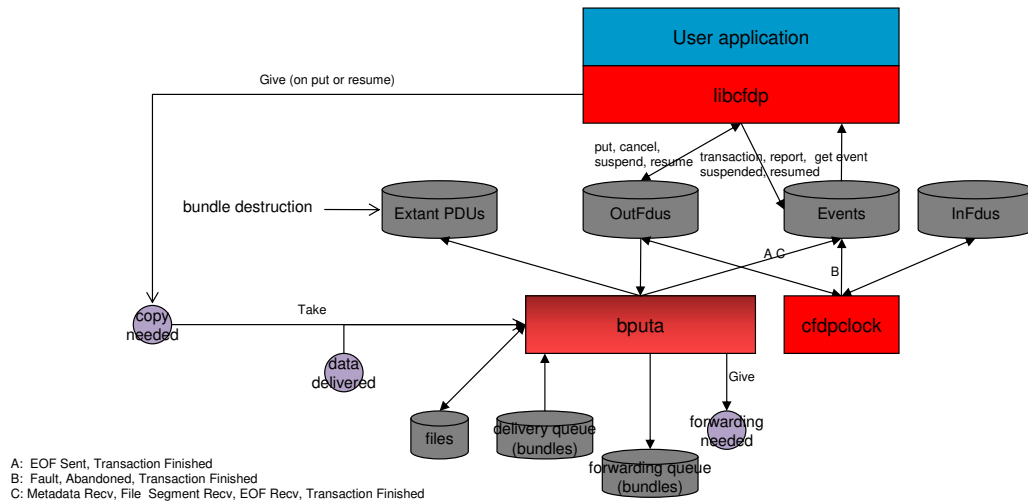 User application
Give (on put or resume)
libcfdp
put, cancel,
suspend, resume
transaction, report,
suspended, resumed
get event
bundle destruction
Extant PDUs
OutFdus
Events
InFdus
A C
B
copy
needed
Take
bputa
cfdpclock
data
delivered
Give
files
delivery queue
(bundles)
forwarding
needed
forwarding queue
(bundles)
A: EOF Sent, Transaction Finished
B: Fault, Abandoned, Transaction Finished
C: Metadata Recv, File Segment Recv, EOF Recv, Transaction Finished